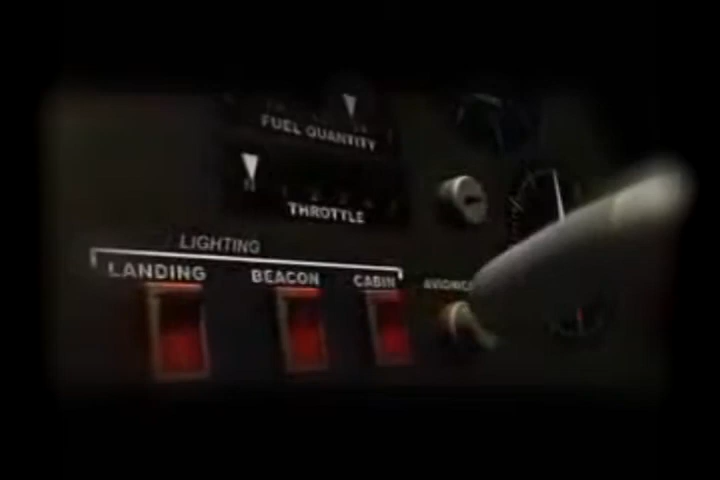 FUEL QUANTITY
THROTTLE
LIGHTING
LANDING BEACON CABIN